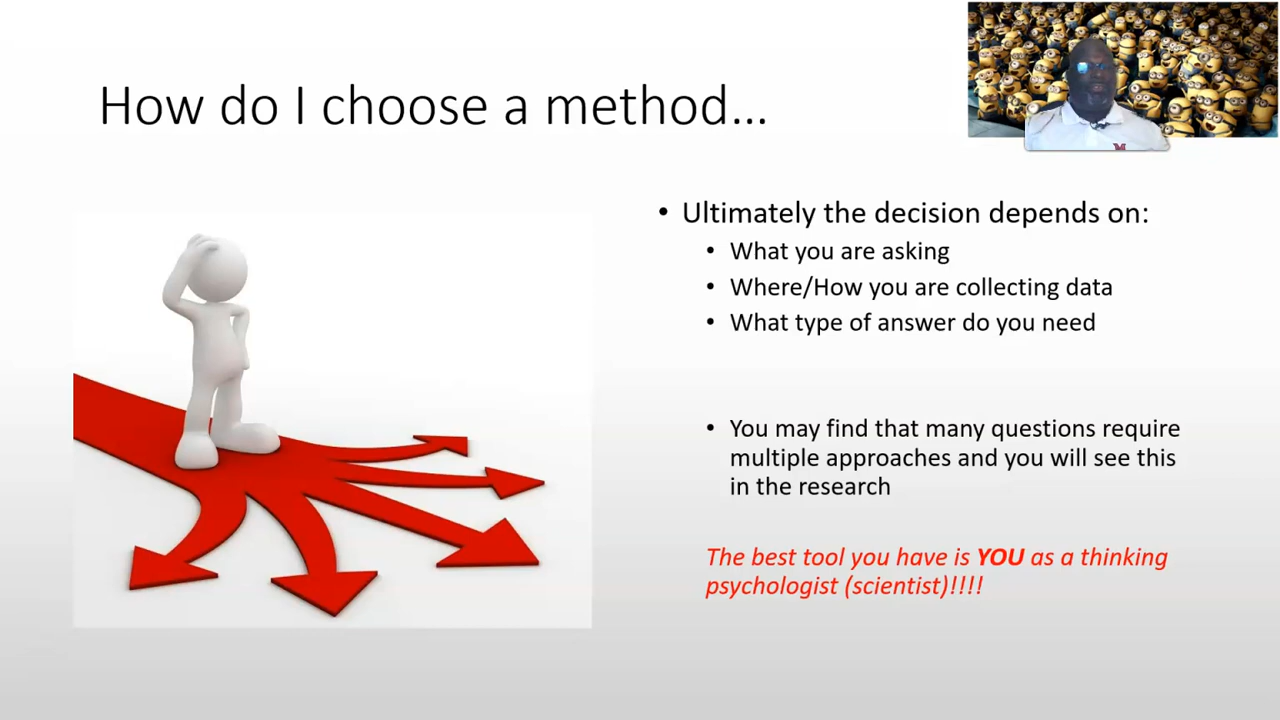 How do I choose a method…
• Ultimately the decision depends on:
• What you are asking
• Where/How you are collecting data
• What type of answer do you need
• You may find that many questions require
multiple approaches and you will see this
in the research
The best tool you have is YOU as a thinking
psychologist (scientist)!!!!
M